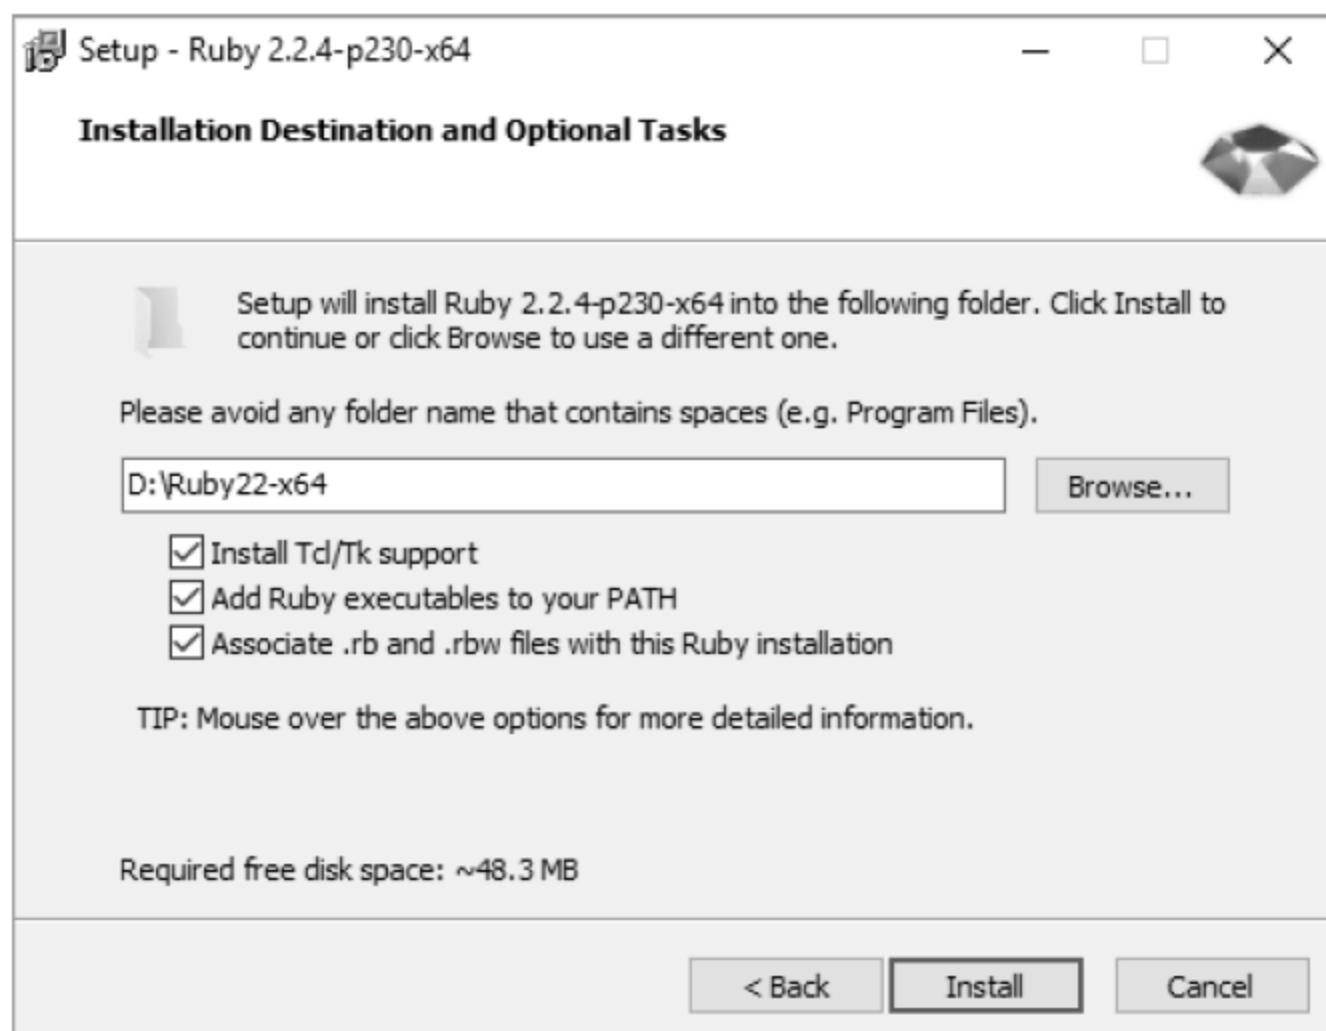 Setup - Ruby 2.2.4-p230-x64
Installation Destination and Optional Tasks
Setup will install Ruby 2.2.4-p230-x64 into the following folder. Click Install to
continue or click Browse to use a different one.
Please avoid any folder name that contains spaces (e.g. Program Files).
D:\Ruby22-x64
Browse...
Install Tcl/Tk support
Add Ruby executables to your PATH
Associate .rb and .rbw files with this Ruby installation
TIP: Mouse over the above options for more detailed information.
Required free disk space: ~48.3 MB
< Back
Install
Cancel